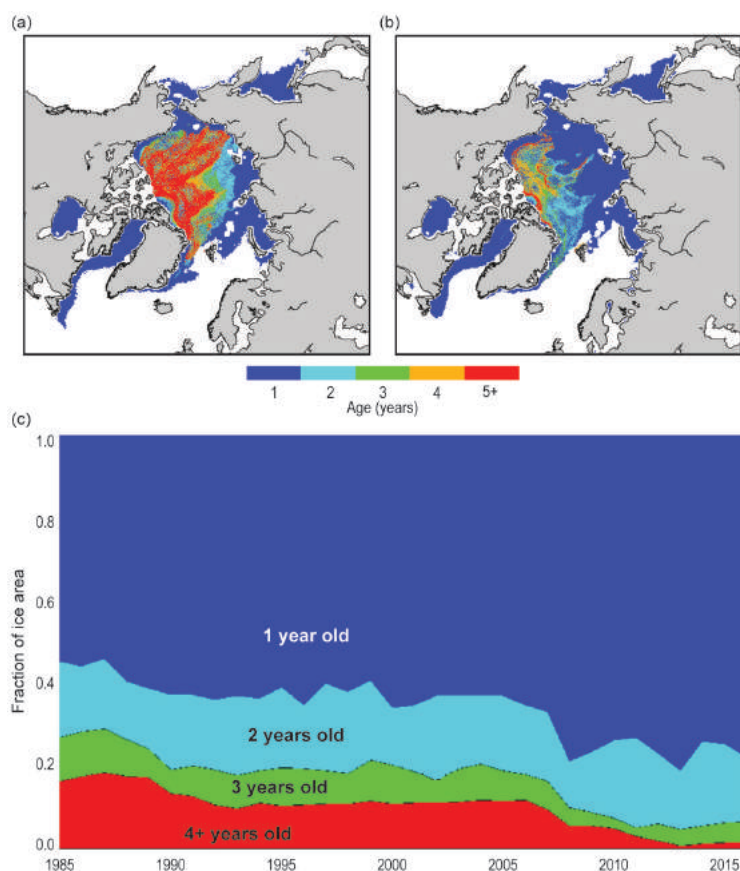 (a)
(b)
1 2 3 4 5+
Age (years)
(c)
1.0
0.8
0.6
0.4
0.2
0.0
Fraction of ice area
1 year old
2 years old
3 years old
4+ years old
1985 1990 1995 2000 2005 2010 2015